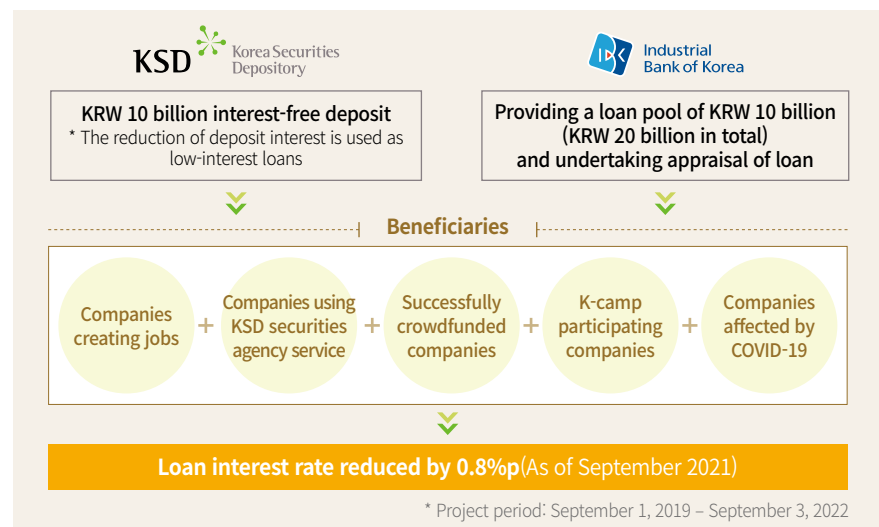 KSD Korea Securities
Depository
IBK Industrial
Bank of Korea
KRW 10 billion interest-free deposit
* The reduction of deposit interest is used as
low-interest loans
Providing a loan pool of KRW 10 billion
(KRW 20 billion in total)
and undertaking appraisal of loan
Beneficiaries
Companies
creating jobs
+
Companies using
KSD securities
agency service
+
Successfully
crowdfunded
companies
+
K-camp
participating
companies
+
Companies
affected by
COVID-19
Loan interest rate reduced by 0.8%p(As of September 2021)
* Project period: September 1, 2019 – September 3, 2022